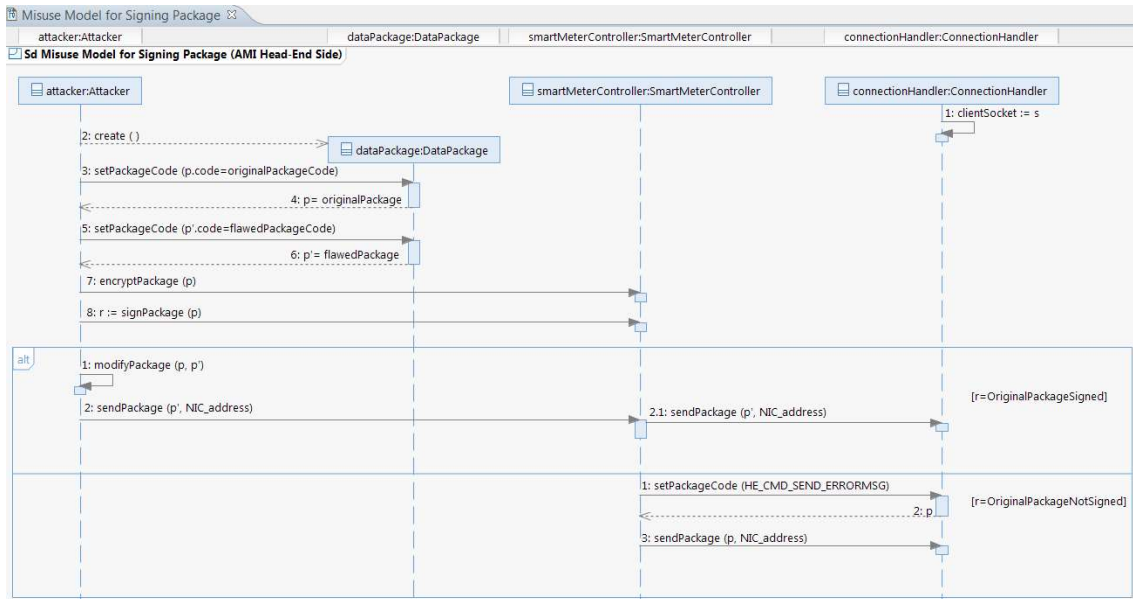 Misuse Model for Signing Package
attacker:Attacker dataPackage:DataPackage smartMeterController:SmartMeterController connectionHandler:ConnectionHandler
Sd Misuse Model for Signing Package (AMI Head-End Side)
attacker:Attacker smartMeterController:SmartMeterController connectionHandler:ConnectionHandler
1: clientSocket := s
2: create ( )
dataPackage:DataPackage
3: setPackageCode (p.code=originalPackageCode)
4: p= originalPackage
5: setPackageCode (p'.code=flawedPackageCode)
6: p'= flawedPackage
7: encryptPackage (p)
8: r := signPackage (p)
alt
1: modifyPackage (p, p')
[r=OriginalPackageSigned]
2: sendPackage (p', NIC_address)
2.1: sendPackage (p', NIC_address)
1: setPackageCode (HE_CMD_SEND_ERRORMSG)
[r=OriginalPackageNotSigned]
2: p
3: sendPackage (p, NIC_address)